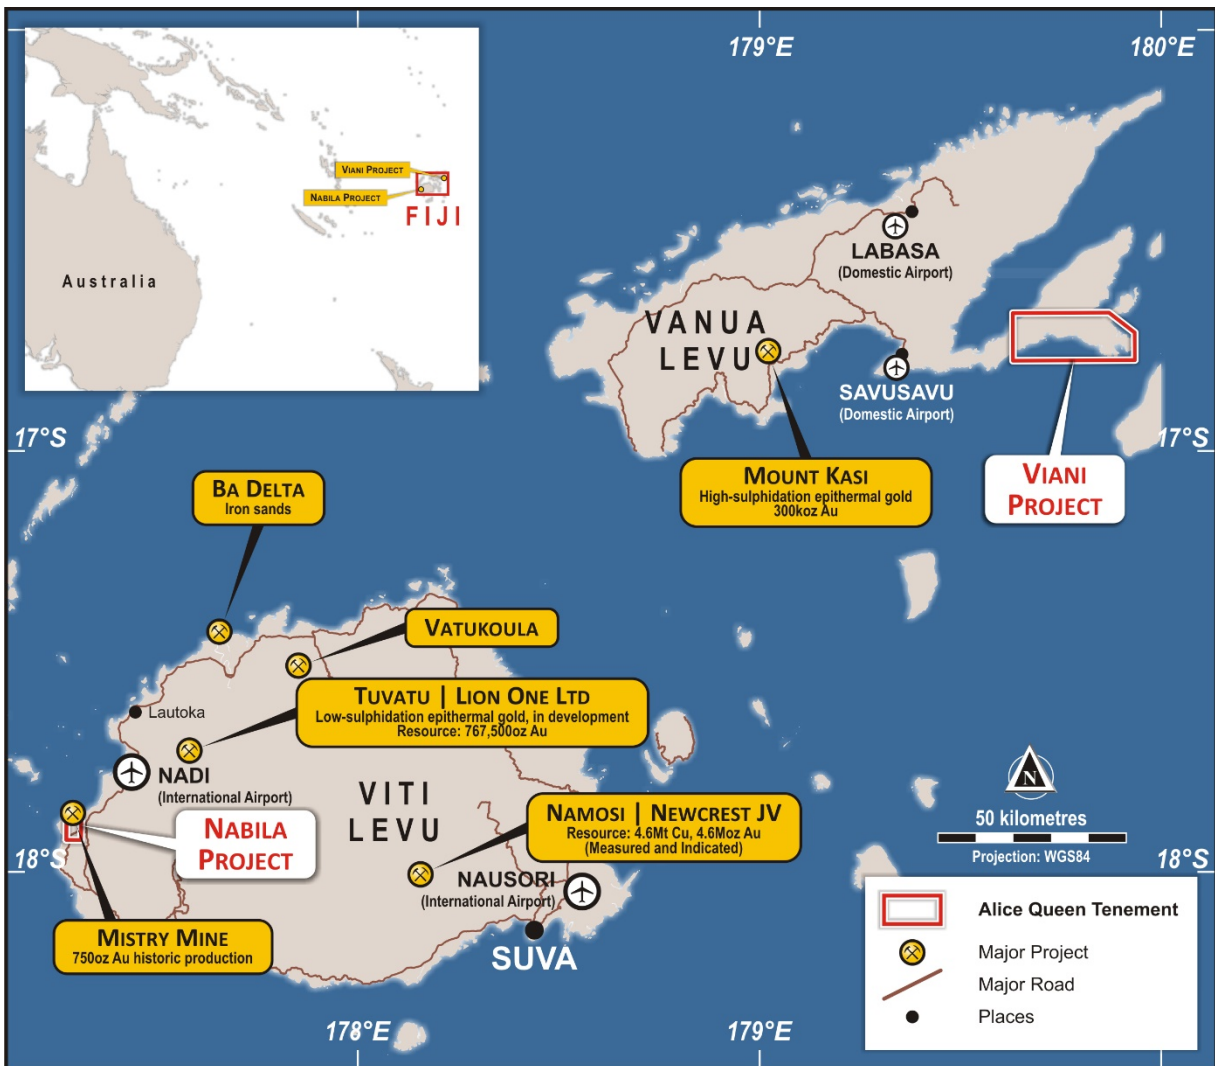 179°E
180°E
VIANI PROJECT
NABILA PROJECT
FIJI
Australia
LABASA
(Domestic Airport)
VANUA
LEVU
SAVUSAVU
(Domestic Airport)
17°S
17°S
BA DELTA
Iron sands
MOUNT KASI
High-sulphidation epithermal gold
300koz Au
VIANI
PROJECT
VATUKOULA
TUVATU | LION ONE LTD
Low-sulphidation epithermal gold, in development
Resource: 767,500oz Au
Lautoka
NADI
(International Airport)
VITI
LEVU
N
50 kilometres
Projection: WGS84
NABILA
PROJECT
NAMOSI | NEWCREST JV
Resource: 4.6Mt Cu, 4.6Moz Au
(Measured and Indicated)
18°S
18°S
NAUSORI
(International Airport)
MISTRY MINE
750oz Au historic production
SUVA
Alice Queen Tenement
Major Project
Major Road
Places
178°E
179°E